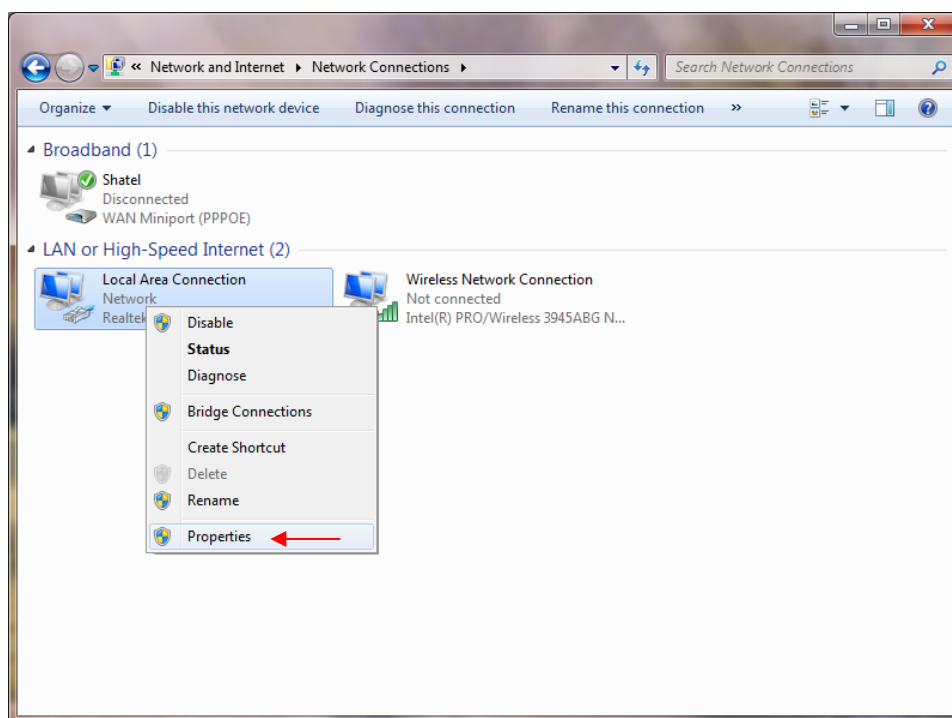 « Network and Internet ▸ Network Connections ▸
Search Network Connections
Organize Disable this network device Diagnose this connection Rename this connection »
Broadband (1)
Shatel
Disconnected
WAN Miniport (PPPOE)
LAN or High-Speed Internet (2)
Local Area Connection
Network
Realtek
Wireless Network Connection
Not connected
Intel(R) PRO/Wireless 3945ABG N...
Disable
Status
Diagnose
Bridge Connections
Create Shortcut
Delete
Rename
Properties